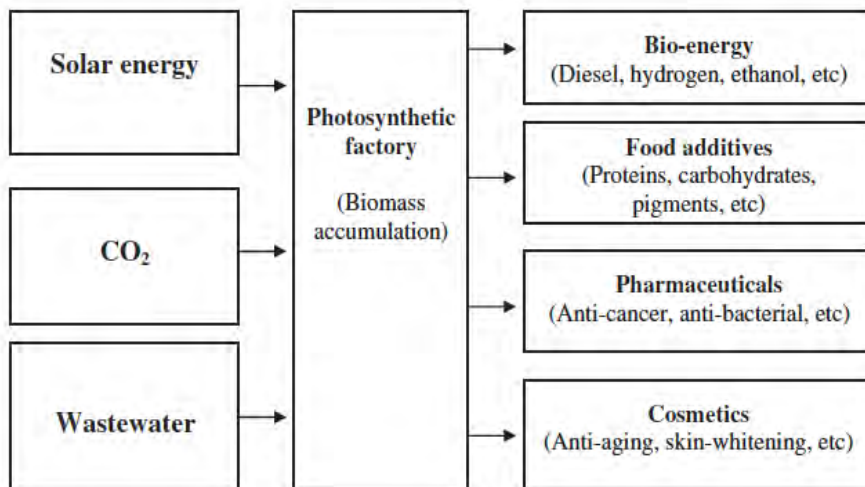 Solar energy
CO₂
Wastewater
Photosynthetic
factory
(Biomass
accumulation)
Bio-energy
(Diesel, hydrogen, ethanol, etc)
Food additives
(Proteins, carbohydrates,
pigments, etc)
Pharmaceuticals
(Anti-cancer, anti-bacterial, etc)
Cosmetics
(Anti-aging, skin-whitening, etc)